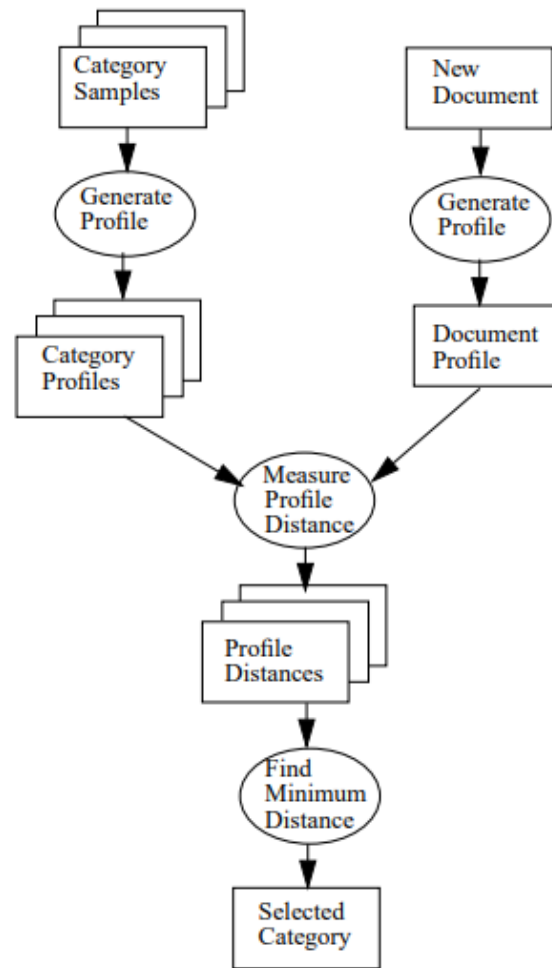 Category
Samples
New
Document
Generate
Profile
Generate
Profile
Category
Profiles
Document
Profile
Measure
Profile
Distance
Profile
Distances
Find
Minimum
Distance
Selected
Category